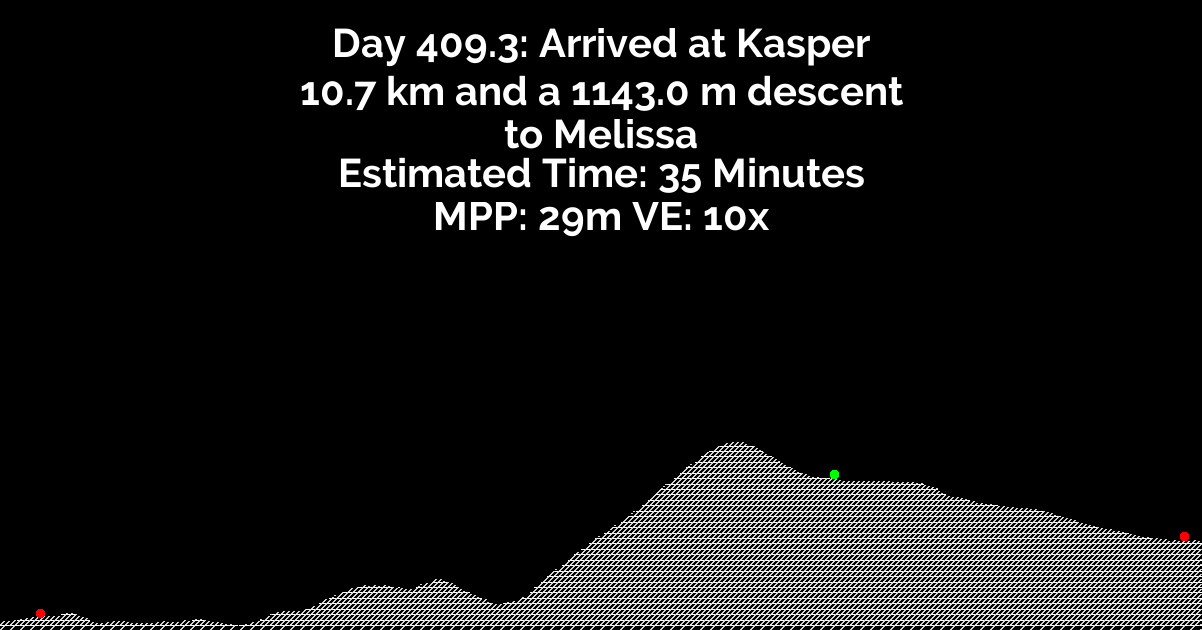 Day 409.3: Arrived at Kasper
10.7 km and a 1143.0 m descent
to Melissa
Estimated Time: 35 Minutes
MPP: 29m VE: 10x